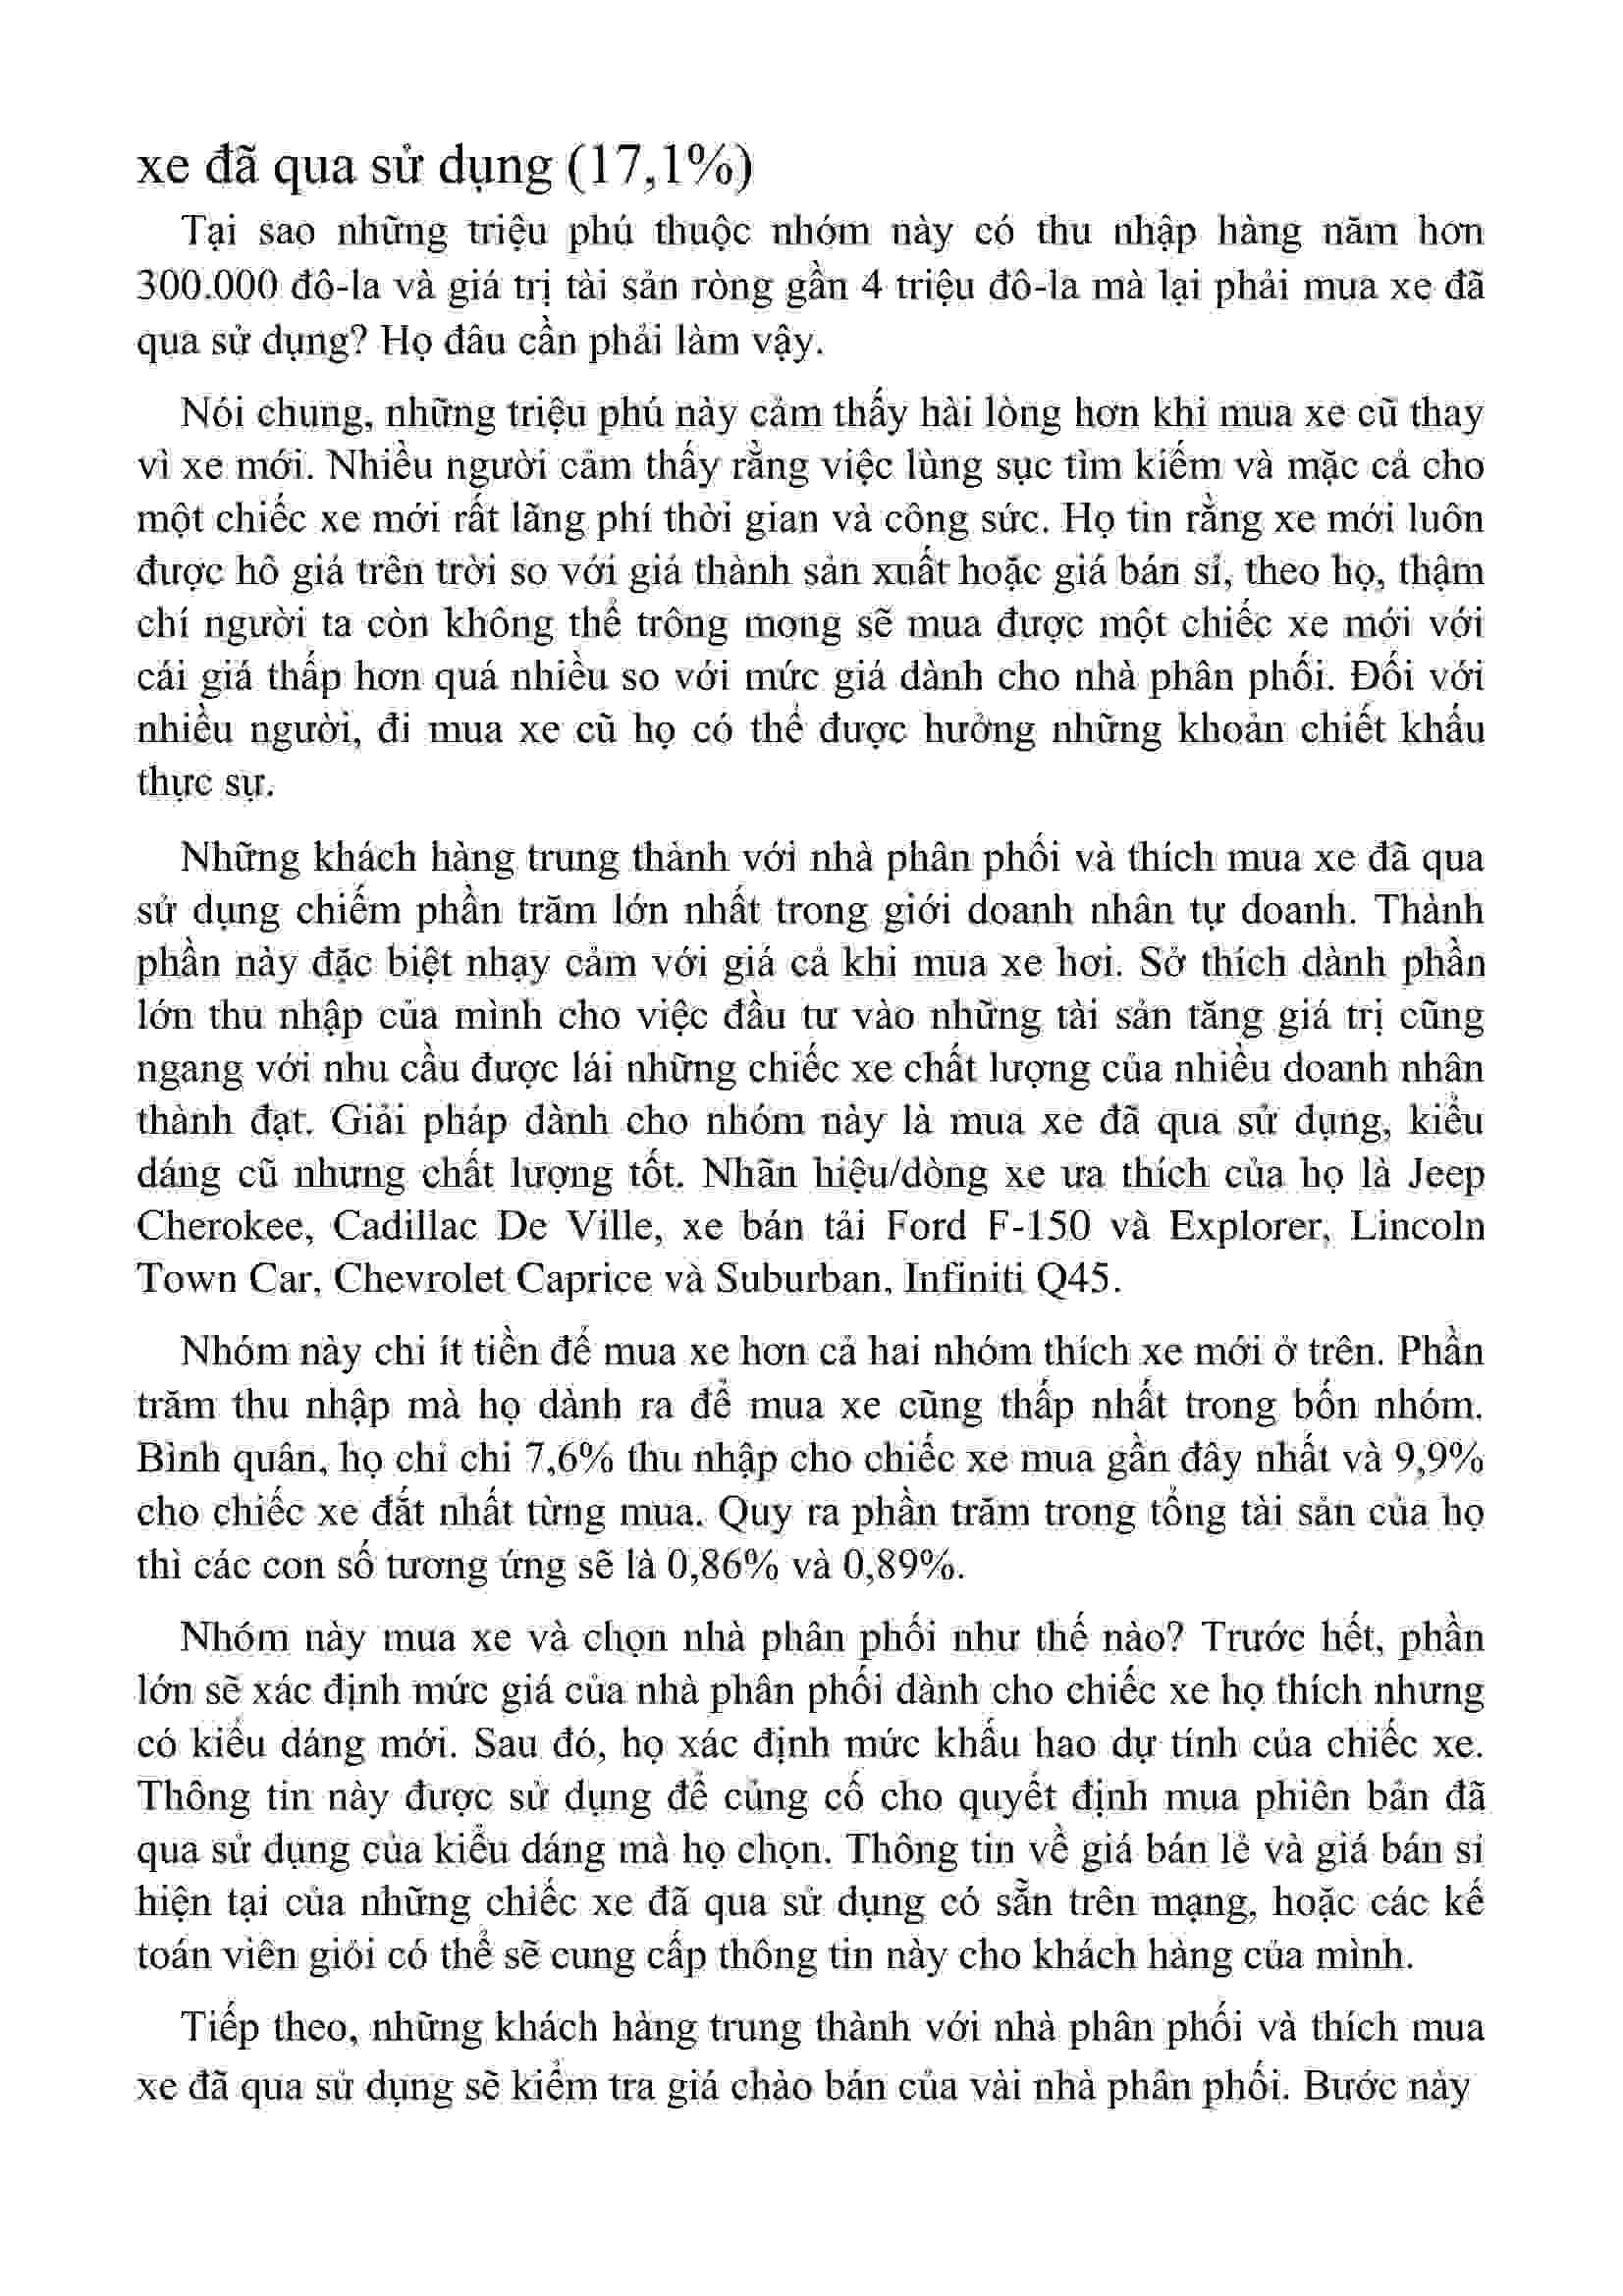 xe đã qua sử dụng (17,1%)
Tại sao những triệu phú thuộc nhóm này có thu nhập hàng năm hơn
300.000 đô-la và giá trị tài sản ròng gần 4 triệu đô-la mà lại phải mua xe đã
qua sử dụng? Họ đâu cần phải làm vậy.
Nói chung, những triệu phú này cảm thấy hài lòng hơn khi mua xe cũ thay
vì xe mới. Nhiều người cảm thấy rằng việc lùng sục tìm kiếm và mặc cả cho
một chiếc xe mới rất lãng phí thời gian và công sức. Họ tin rằng xe mới luôn
được hô giá trên trời so với giá thành sản xuất hoặc giá bán sỉ, theo họ, thậm
chí người ta còn không thể trông mong sẽ mua được một chiếc xe mới với
cái giá thấp hơn quá nhiều so với mức giá dành cho nhà phân phối. Đối với
nhiều người, đi mua xe cũ họ có thể được hưởng những khoản chiết khấu
thực sự.
Những khách hàng trung thành với nhà phân phối và thích mua xe đã qua
sử dụng chiếm phần trăm lớn nhất trong giới doanh nhân tự doanh. Thành
phần này đặc biệt nhạy cảm với giá cả khi mua xe hơi. Sở thích dành phần
lớn thu nhập của mình cho việc đầu tư vào những tài sản tăng giá trị cũng
ngang với nhu cầu được lái những chiếc xe chất lượng của nhiều doanh nhân
thành đạt. Giải pháp dành cho nhóm này là mua xe đã qua sử dụng, kiểu
dáng cũ nhưng chất lượng tốt. Nhãn hiệu/dòng xe ưa thích của họ là Jeep
Cherokee, Cadillac De Ville, xe bán tải Ford F-150 và Explorer, Lincoln
Town Car, Chevrolet Caprice và Suburban, Infiniti Q45.
Nhóm này chi ít tiền để mua xe hơn cả hai nhóm thích xe mới ở trên. Phần
trăm thu nhập mà họ dành ra để mua xe cũng thấp nhất trong bốn nhóm.
Bình quân, họ chỉ chi 7,6% thu nhập cho chiếc xe mua gần đây nhất và 9,9%
cho chiếc xe đắt nhất từng mua. Quy ra phần trăm trong tổng tài sản của họ
thì các con số tương ứng sẽ là 0,86% và 0,89%.
Nhóm này mua xe và chọn nhà phân phối như thế nào? Trước hết, phần
lớn sẽ xác định mức giá của nhà phân phối dành cho chiếc xe họ thích nhưng
có kiểu dáng mới. Sau đó, họ xác định mức khấu hao dự tính của chiếc xe.
Thông tin này được sử dụng để củng cố cho quyết định mua phiên bản đã
qua sử dụng của kiểu dáng mà họ chọn. Thông tin về giá bán lẻ và giá bán sỉ
hiện tại của những chiếc xe đã qua sử dụng có sẵn trên mạng, hoặc các kế
toán viên giỏi có thể sẽ cung cấp thông tin này cho khách hàng của mình.
Tiếp theo, những khách hàng trung thành với nhà phân phối và thích mua
xe đã qua sử dụng sẽ kiểm tra giá chào bán của vài nhà phân phối. Bước này